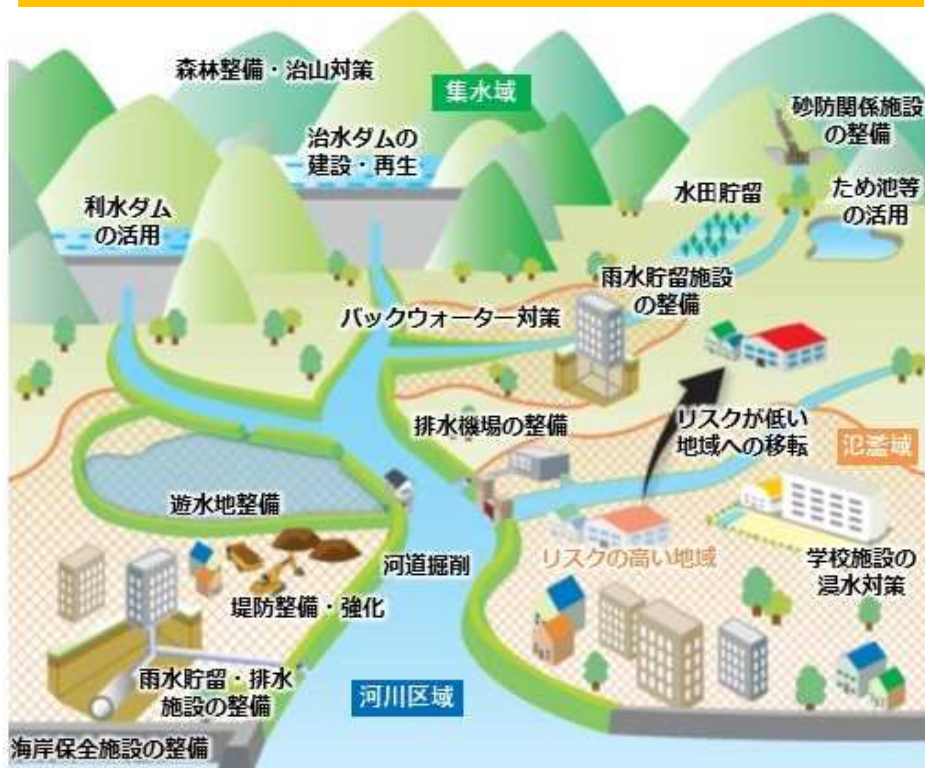 森林整備・治山対策
集水域
砂防関係施設
の整備
治水ダムの
建設・再生
水田貯留
ため池等
の活用
利水ダム
の活用
雨水貯留施設
の整備
バックウォーター対策
排水機場の整備
リスクが低い
地域への移転
氾濫域
遊水地整備
河道掘削
リスクの高い地域
学校施設の
浸水対策
堤防整備・強化
雨水貯留・排水
施設の整備
河川区域
海岸保全施設の整備